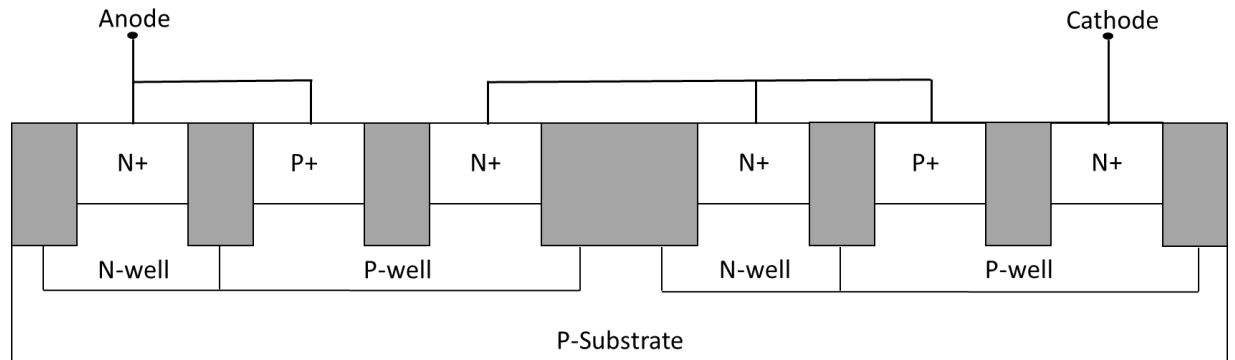 Anode
Cathode
N+
P+
N+
N+
P+
N+
N-well
P-well
N-well
P-well
P-Substrate